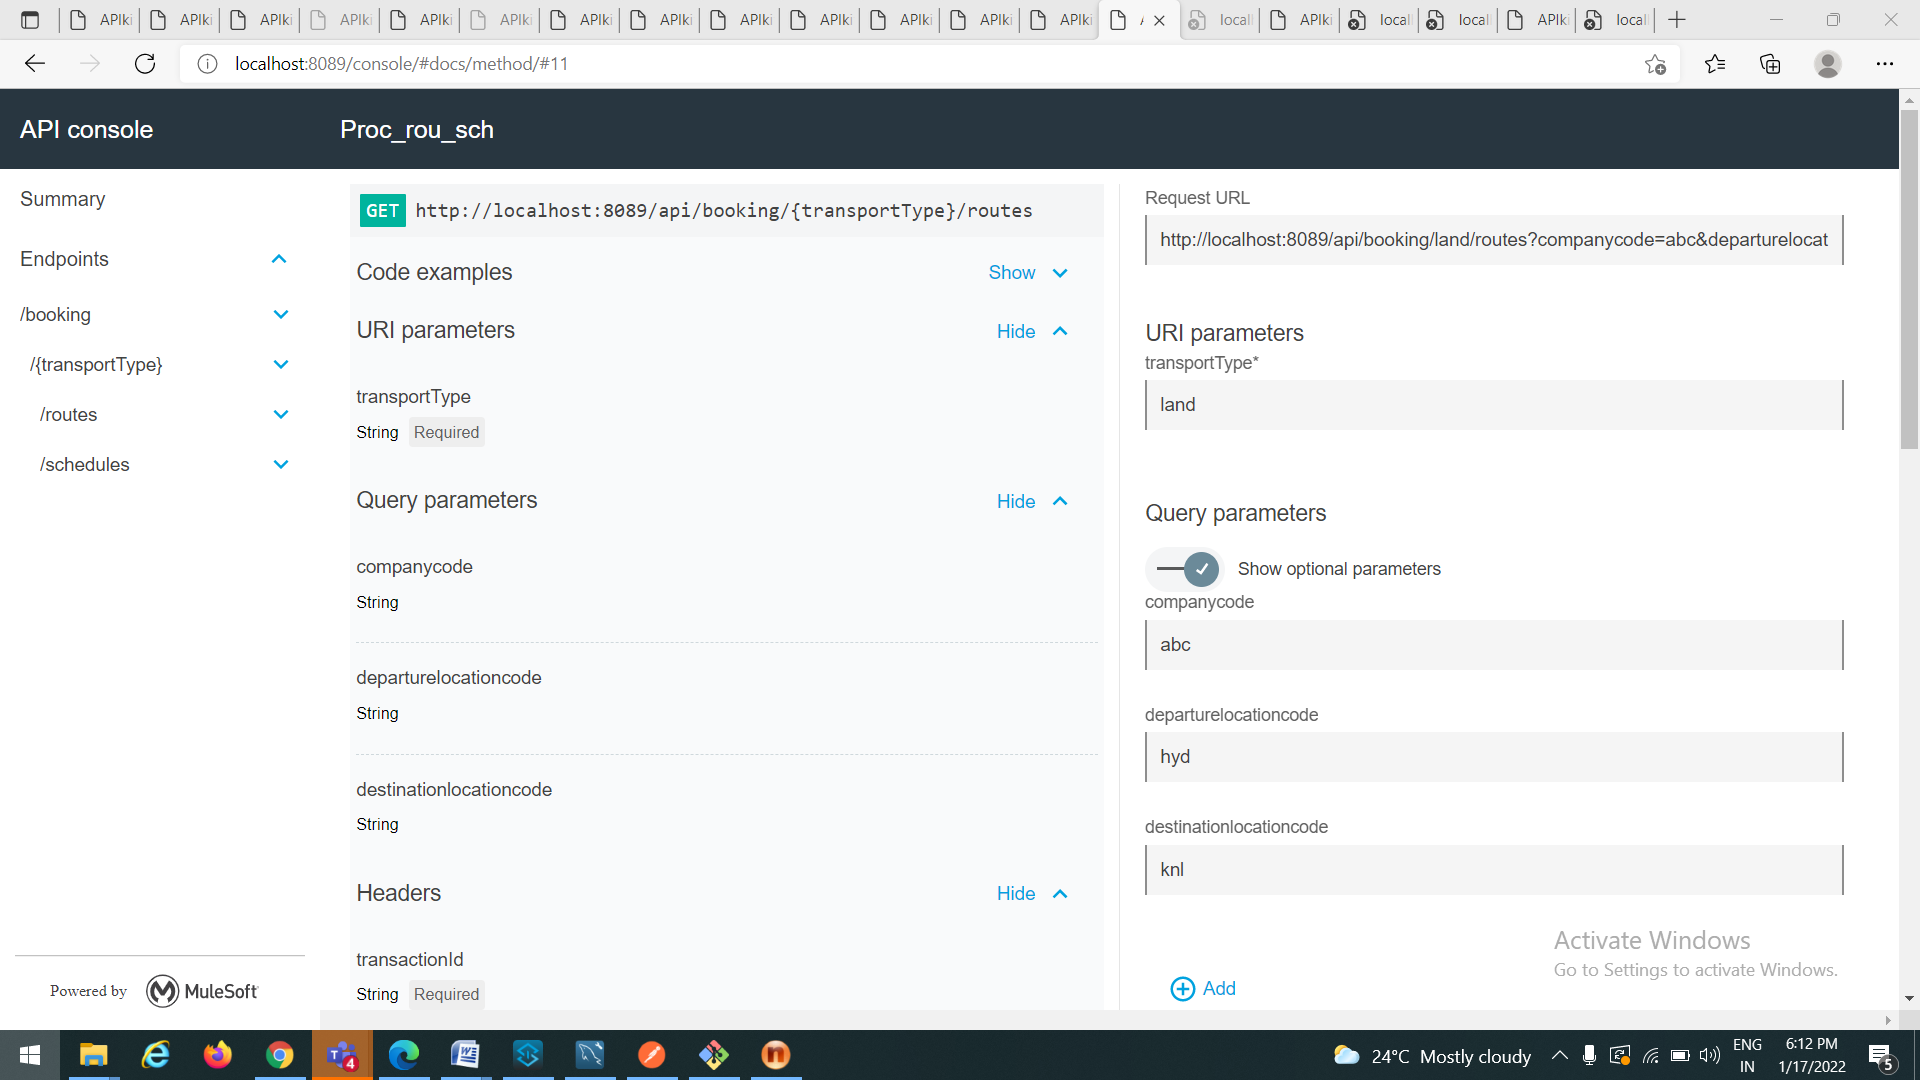 APIki
APIki
APIki
APIki
APIki
APIki
APIki
APIki
APIki
APIki
APIki
APIki
APIki
locall
APIki
local
local
APIki
local
localhost:8089/console/#docs/method/#11
API console
Proc_rou_sch
Summary
Endpoints
/booking
/{transportType}
/routes
/schedules
Powered by MuleSoft
GET http://localhost:8089/api/booking/{transportType}/routes
Code examples
Show
URI parameters
Hide
transportType
String Required
Query parameters
Hide
companycode
String
departurelocationcode
String
destinationlocationcode
String
Headers
Hide
transactionId
String Required
Request URL
http://localhost:8089/api/booking/land/routes?companycode=abc&departurelocat
URI parameters
transportType*
land
Query parameters
Show optional parameters
companycode
abc
departurelocationcode
hyd
destinationlocationcode
knl
Add
Activate Windows
Go to Settings to activate Windows.
4
24°C Mostly cloudy
ENG
IN
6:12 PM
1/17/2022
5